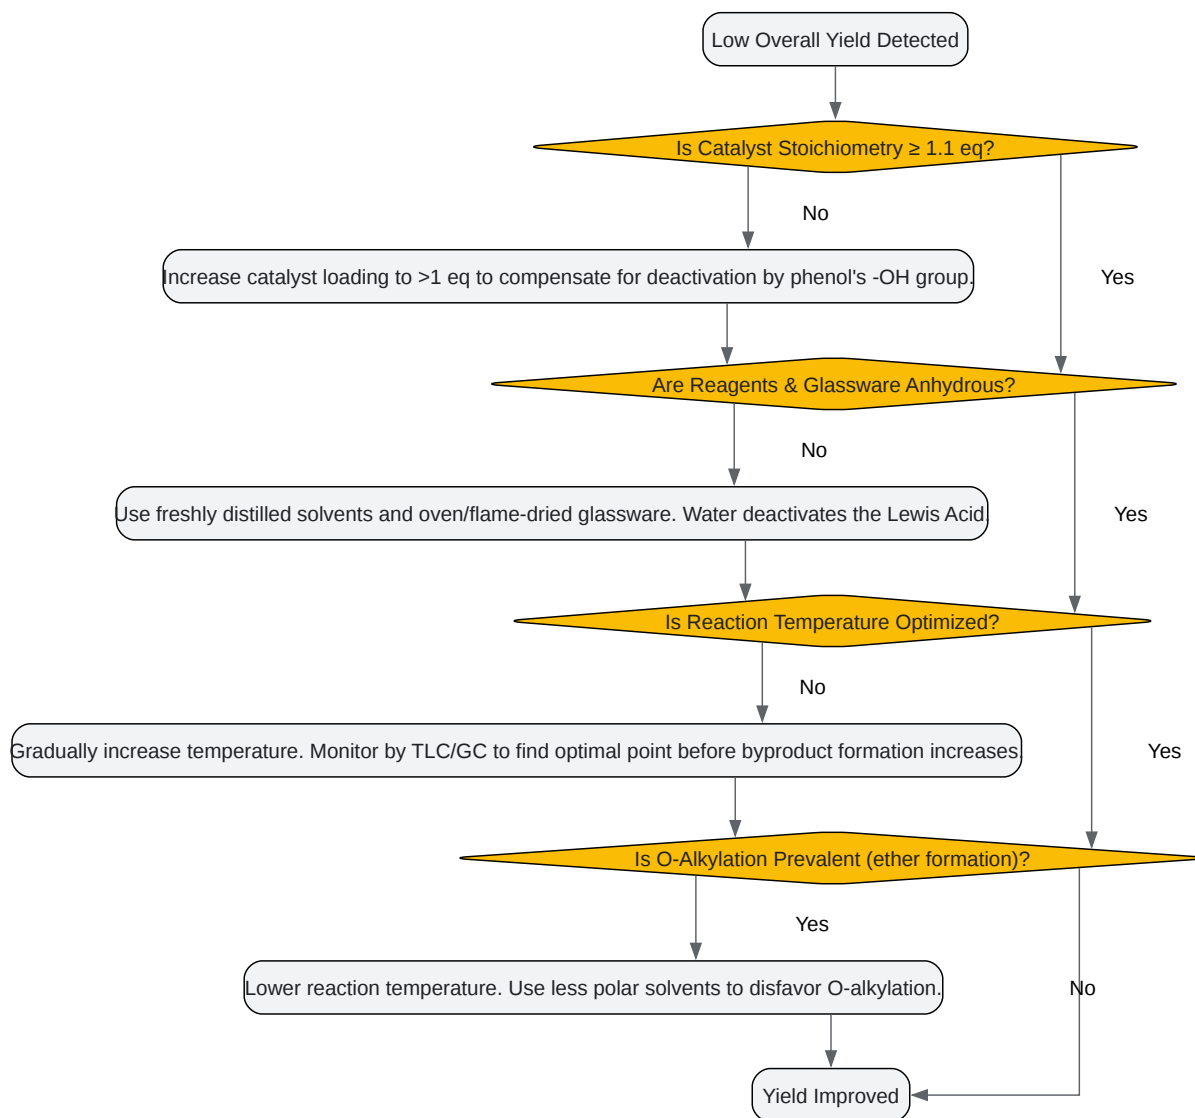 Low Overall Yield Detected
Is Catalyst Stoichiometry ≥ 1.1 eq?
No
Increase catalyst loading to >1 eq to compensate for deactivation by phenol's -OH group.
Yes
Are Reagents & Glassware Anhydrous?
No
Use freshly distilled solvents and oven/flame-dried glassware. Water deactivates the Lewis Acid.
Yes
Is Reaction Temperature Optimized?
No
Gradually increase temperature. Monitor by TLC/GC to find optimal point before byproduct formation increases.
Yes
Is O-Alkylation Prevalent (ether formation)?
Yes
Lower reaction temperature. Use less polar solvents to disfavor O-alkylation.
No
Yield Improved